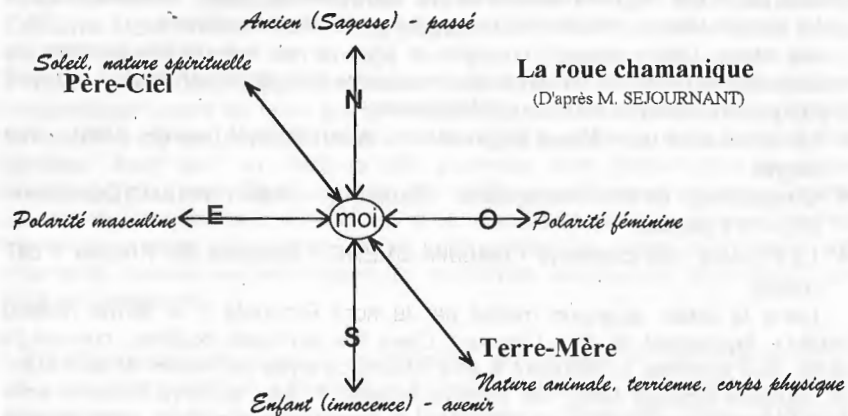 Ancien (Sagesse) - passé
Soleil, nature spirituelle
Père-Ciel
La roue chamanique
(D'après M. SEJOURNANT)
N
Polarité masculine E moi O Polarité féminine
S
Terre-Mère
Nature animale, terrienne, corps physique
Enfant (innocence) - avenir